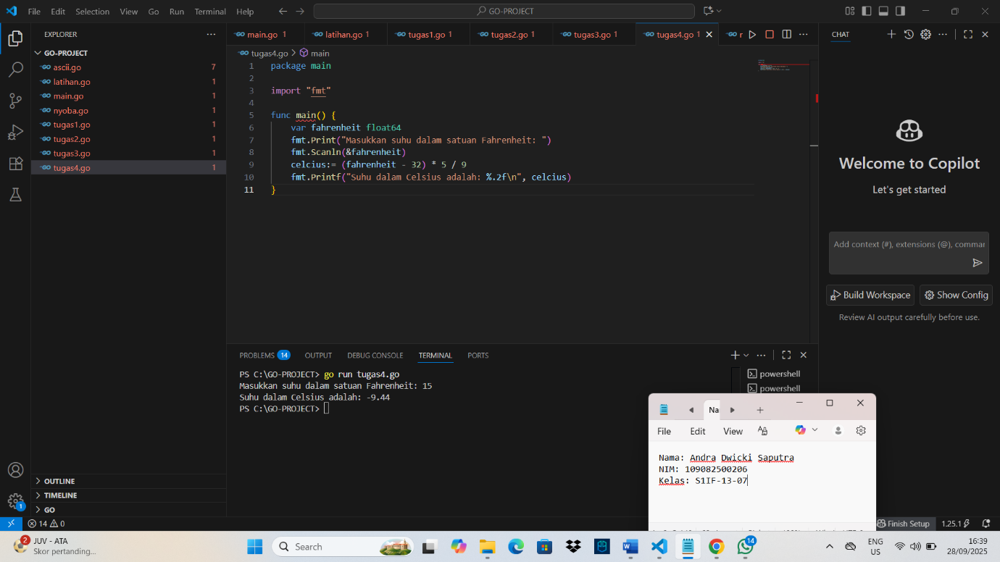 File Edit Selection View Go Run Terminal Help
GO-PROJECT
EXPLORER
GO-PROJECT
ascii.go 7
latihan.go 1
main.go 1
nyoba.go 1
tugas1.go 1
tugas2.go 1
tugas3.go 1
tugas4.go 1
OUTLINE
TIMELINE
GO
main.go 1 latihan.go 1 tugas1.go 1 tugas2.go 1 tugas3.go 1 tugas4.go 1
tugas4.go > main
1 package main
2
3 import "fmt"
4
5 func main() {
6 var fahrenheit float64
7 fmt.Print("Masukkan suhu dalam satuan Fahrenheit: ")
8 fmt.Scanln(&fahrenheit)
9 celcius:= (fahrenheit - 32) * 5 / 9
10 fmt.Printf("Suhu dalam Celsius adalah: %.2f\n", celcius)
11 }
PROBLEMS 14 OUTPUT DEBUG CONSOLE TERMINAL PORTS
PS C:\GO-PROJECT> go run tugas4.go
Masukkan suhu dalam satuan Fahrenheit: 15
Suhu dalam Celsius adalah: -9.44
PS C:\GO-PROJECT>
powershell
powershell
CHAT
Welcome to Copilot
Let's get started
Add context (#), extensions (@), commar
Build Workspace Show Config
Review AI output carefully before use.
Na
File Edit View
Nama: Andra Dwicki Saputra
NIM: 109082500206
Kelas: S1IF-13-07
1
14 0
Finish Setup 1.25.1
2
JUV - ATA
Skor pertanding...
Search
14
ENG
US
16:39
28/09/2025